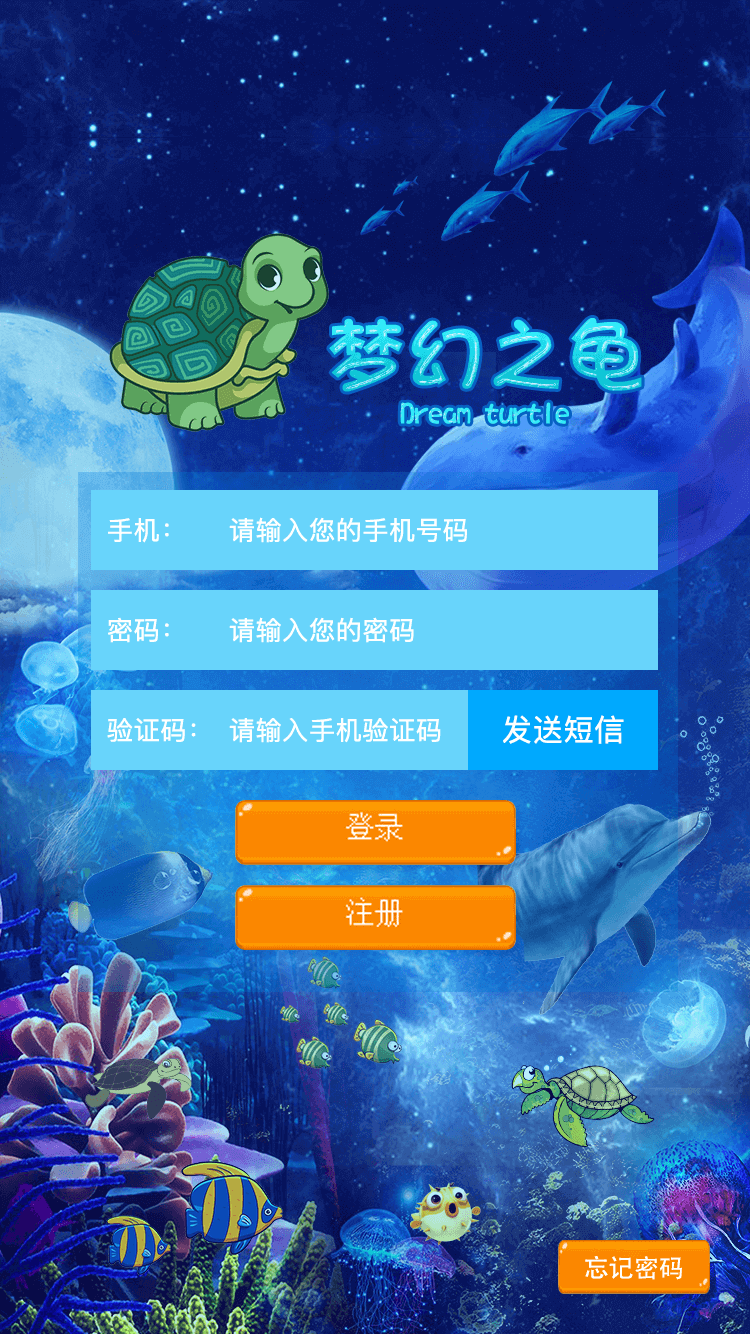 梦幻之龟
Dream turtle
手机： 请输入您的手机号码
密码： 请输入您的密码
验证码： 请输入手机验证码 发送短信
登录
注册
忘记密码